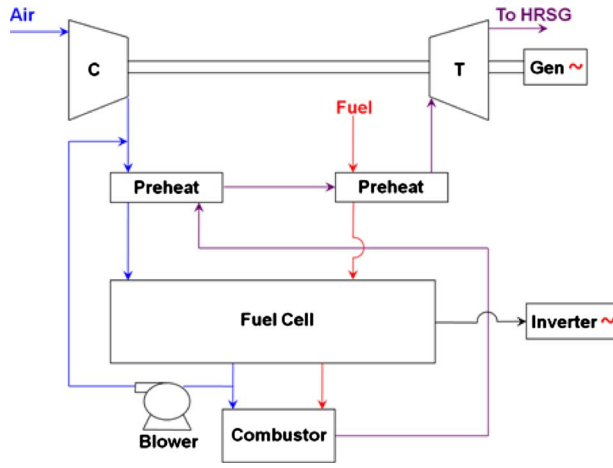 Air
To HRSG
C
T
Gen ~
Fuel
Preheat
Preheat
Fuel Cell
Inverter ~
Blower
Combustor